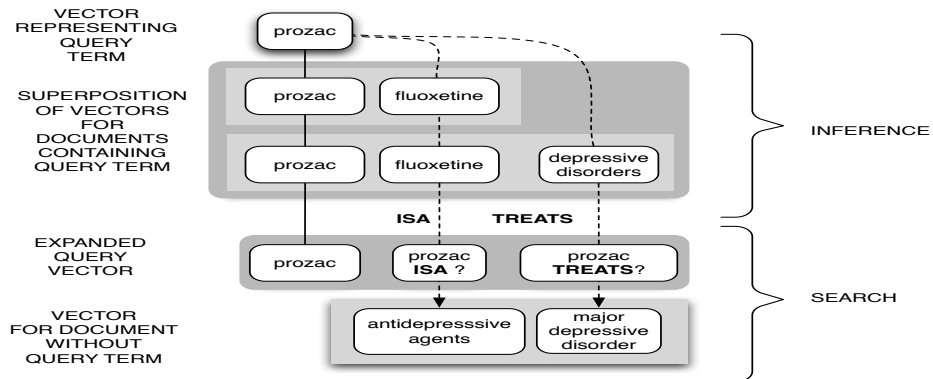 VECTOR
REPRESENTING
QUERY
TERM
prozac
SUPERPOSITION
OF VECTORS
FOR
DOCUMENTS
CONTAINING
QUERY TERM
prozac
fluoxetine
prozac
fluoxetine
depressive
disorders
INFERENCE
ISA
TREATS
EXPANDED
QUERY
VECTOR
prozac
prozac
ISA ?
prozac
TREATS?
SEARCH
VECTOR
FOR DOCUMENT
WITHOUT
QUERY TERM
antidepresssive
agents
major
depressive
disorder